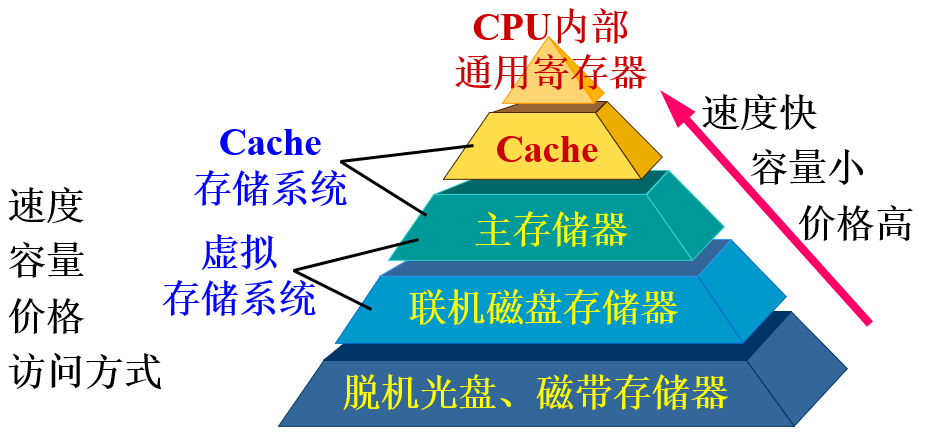 CPU内部
通用寄存器
Cache
Cache
存储系统
主存储器
虚拟
存储系统
联机磁盘存储器
脱机光盘、磁带存储器
速度
容量
价格
访问方式
速度快
容量小
价格高